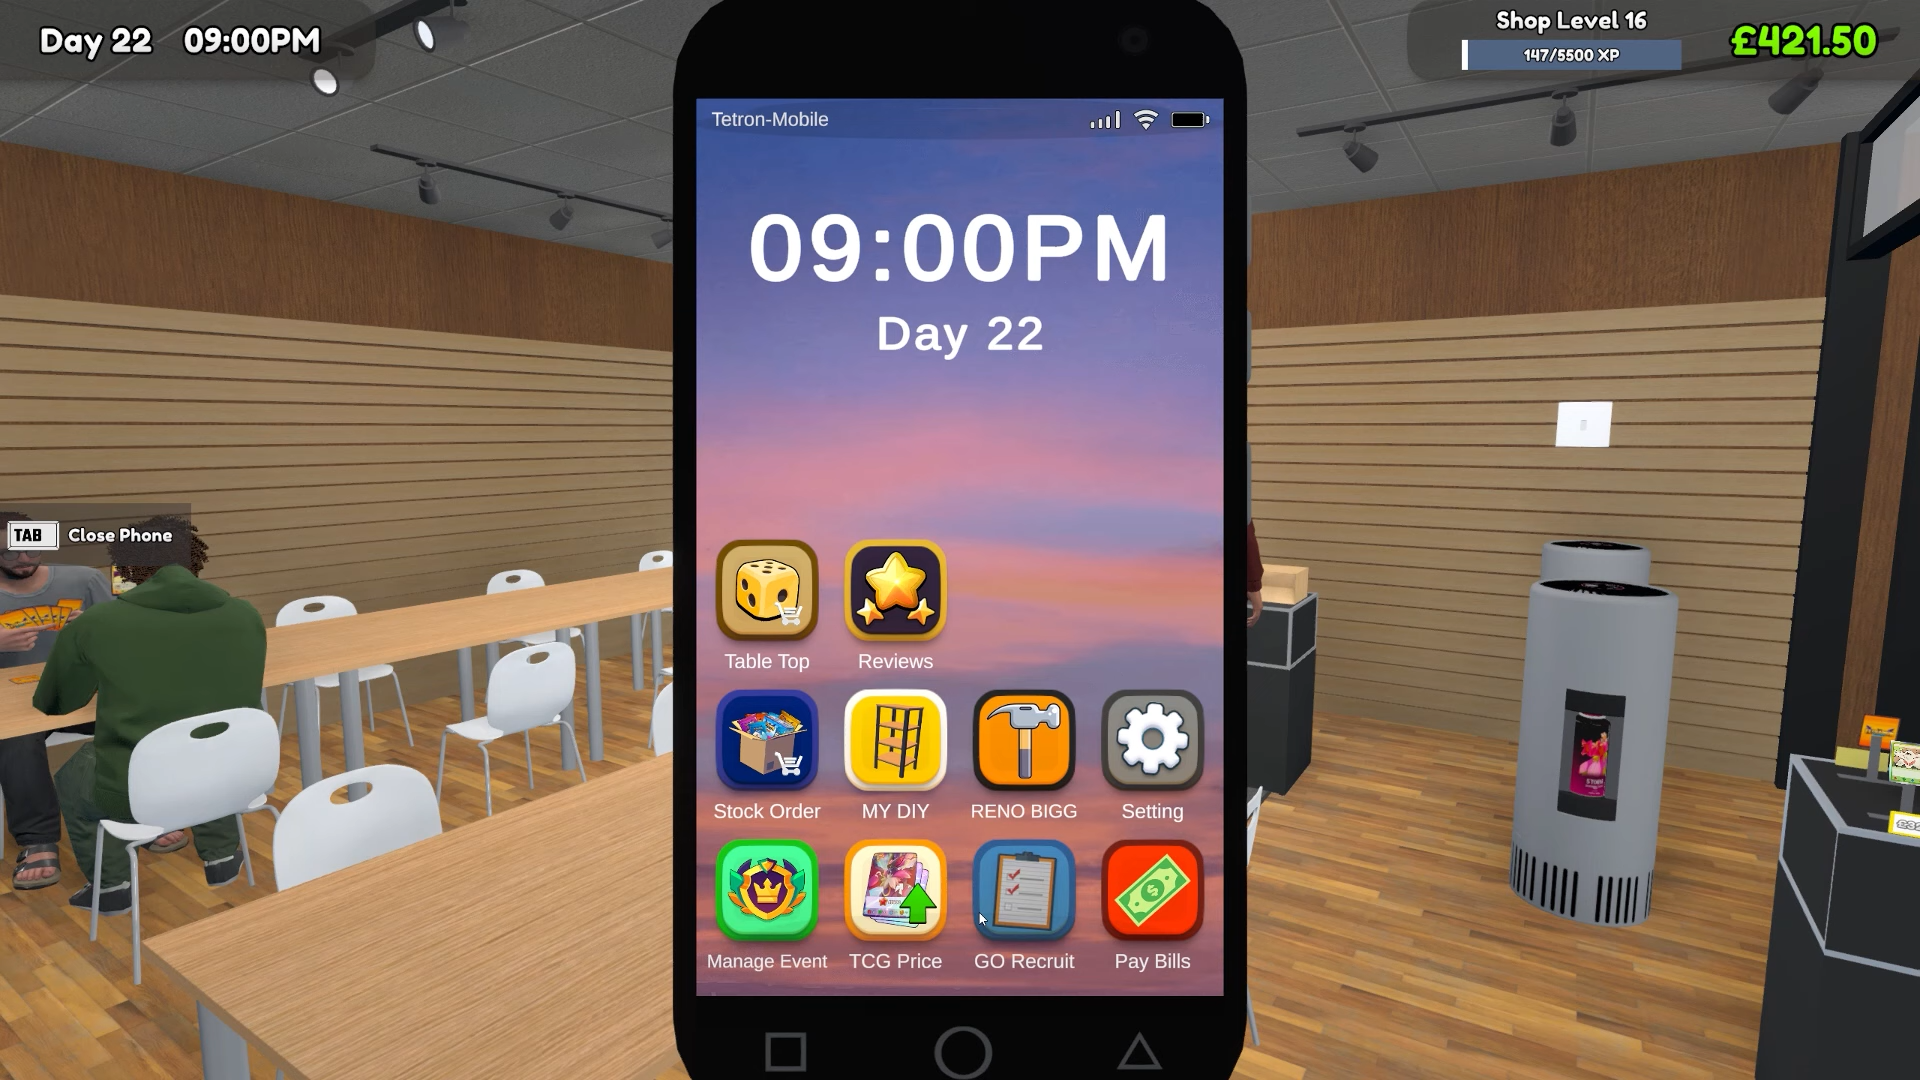 Day 22 09:00PM
Shop Level 16
147/5500 XP
£421.50
Tetron-Mobile
09:00PM
Day 22
TAB Close Phone
Table Top
Reviews
Stock Order
MY DIY
RENO BIGG
Setting
Manage Event
TCG Price
GO Recruit
Pay Bills